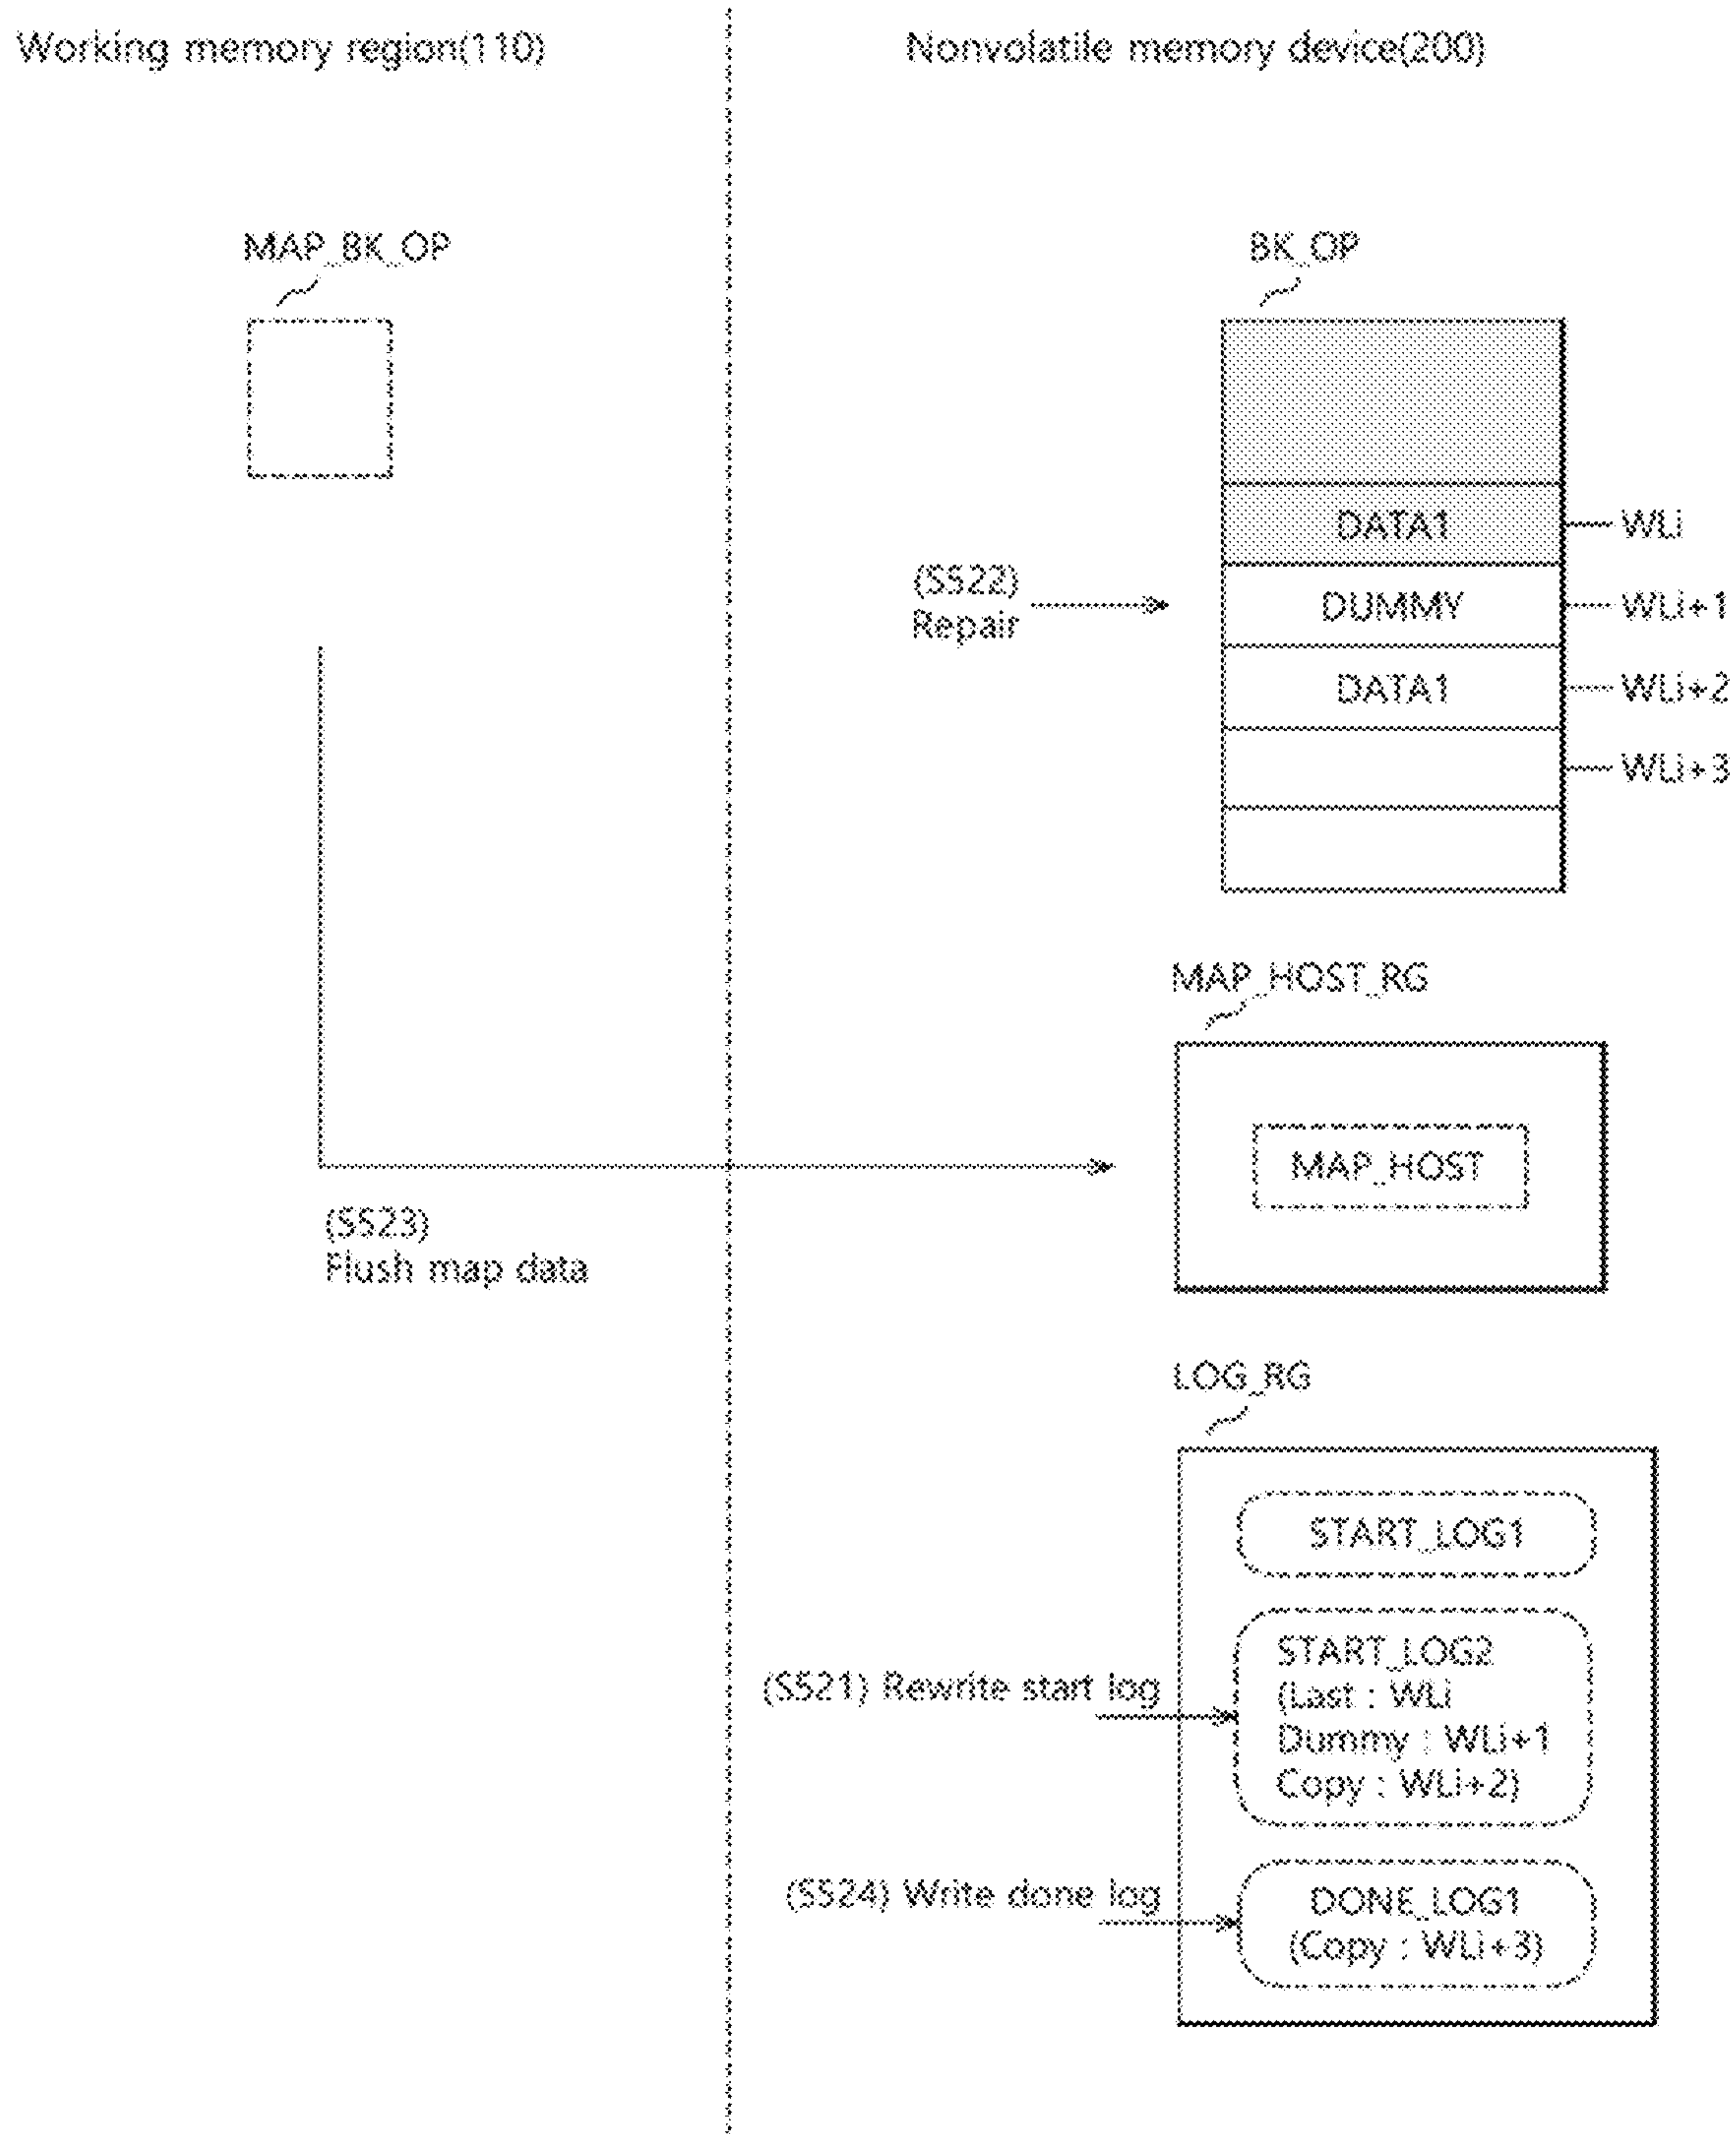 Working memory region(110)
Nonvolatile memory device(200)
MAP_BK_OP
BK_OP
DATA1
WLi
(S522)
Repair
DUMMY
WLi+1
DATA1
WLi+2
WLi+3
MAP_HOST_RG
MAP_HOST
(S523)
Flush map data
LOG_RG
START_LOG1
(S521) Rewrite start log
START_LOG2
(Last : WLi
Dummy : WLi+1
Copy : WLi+2)
(S524) Write done log
DONE_LOG1
(Copy : WLi+3)